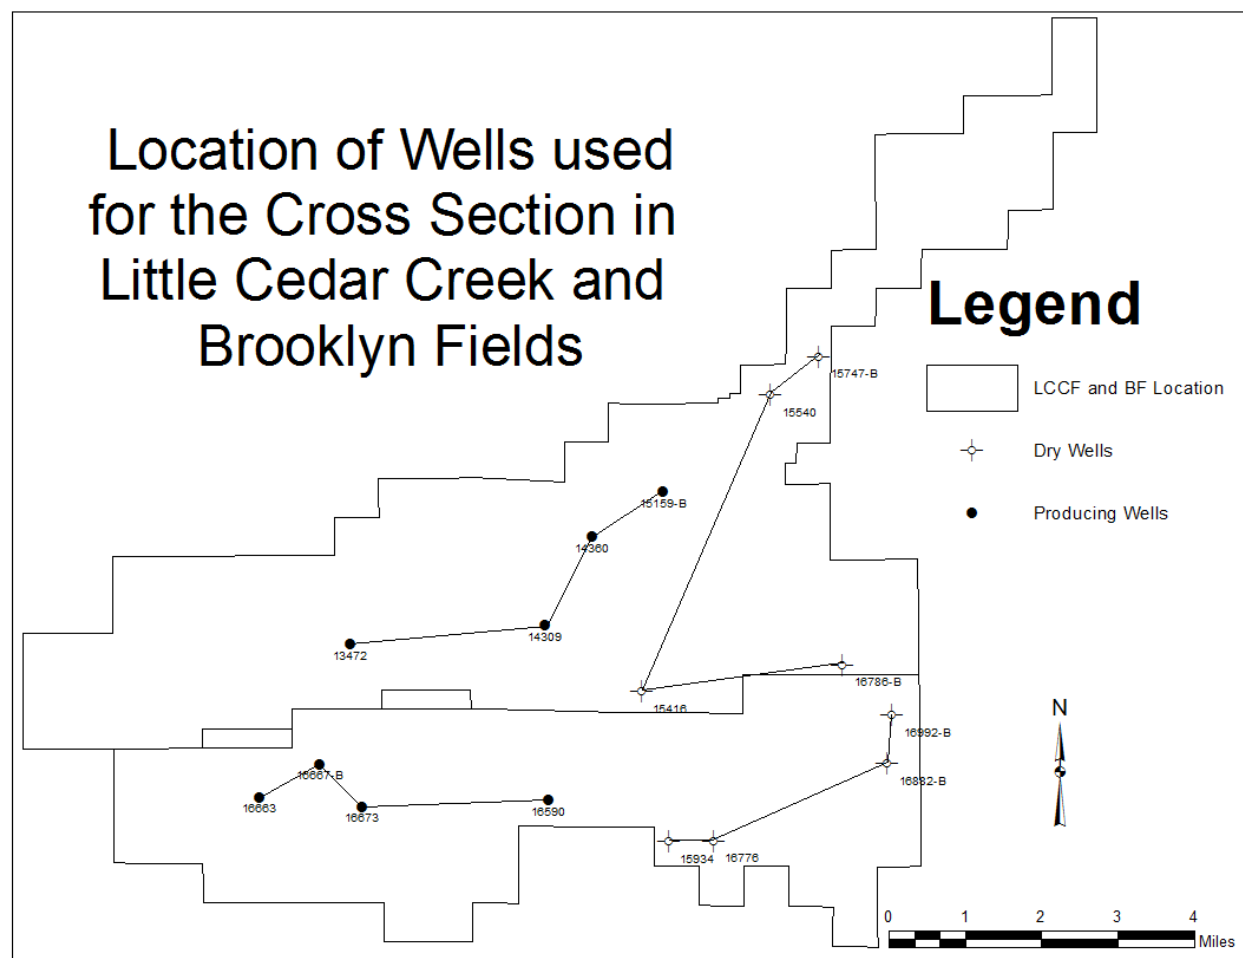 Location of Wells used
for the Cross Section in
Little Cedar Creek and
Brooklyn Fields
Legend
LCCF and BF Location
Dry Wells
Producing Wells
15747-B
15540
15159-B
14360
14309
13472
15416
16786-B
16992-B
16882-B
16667-B
16663
16673
16590
15934
16776
N
0 1 2 3 4
Miles